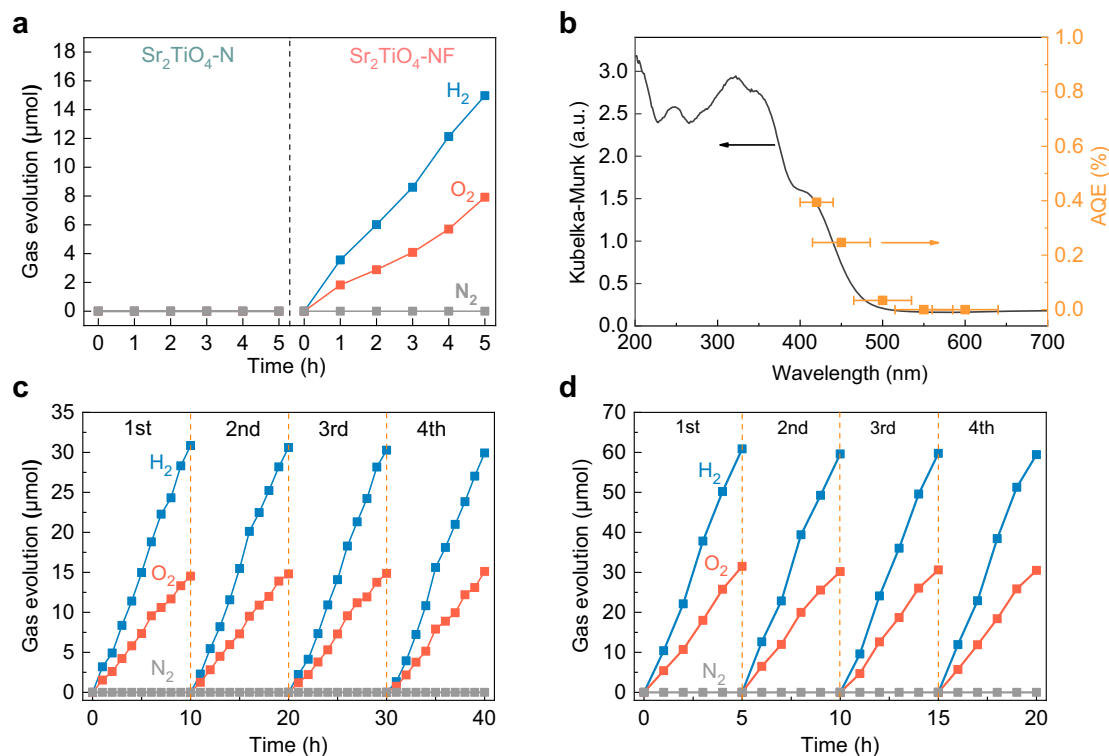 a
Sr2TiO4-N
Sr2TiO4-NF
H2
O2
N2
Gas evolution (μmol)
18
16
14
12
10
8
6
4
2
0
0 1 2 3 4 5 0 1 2 3 4 5
Time (h)
b
Kubelka-Munk (a.u.)
3.0
2.5
2.0
1.5
1.0
0.5
0.0
1.0
0.8
0.6
0.4
0.2
0.0
AQE (%)
200 300 400 500 600 700
Wavelength (nm)
c
Gas evolution (μmol)
35
30
25
20
15
10
5
0
1st 2nd 3rd 4th
H2
O2
N2
0 10 20 30 40
Time (h)
d
Gas evolution (μmol)
70
60
50
40
30
20
10
0
1st 2nd 3rd 4th
H2
O2
N2
0 5 10 15 20
Time (h)